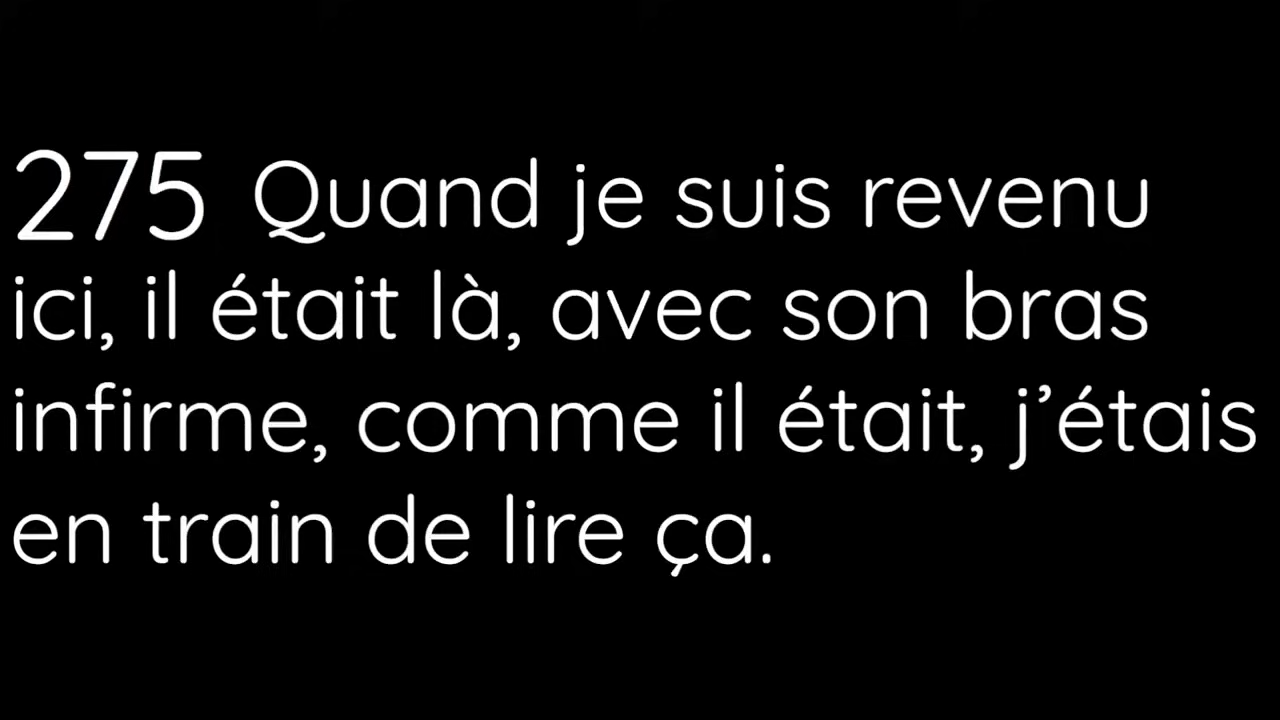 275 Quand je suis revenu
ici, il était là, avec son bras
infirme, comme il était, j’étais
en train de lire ça.